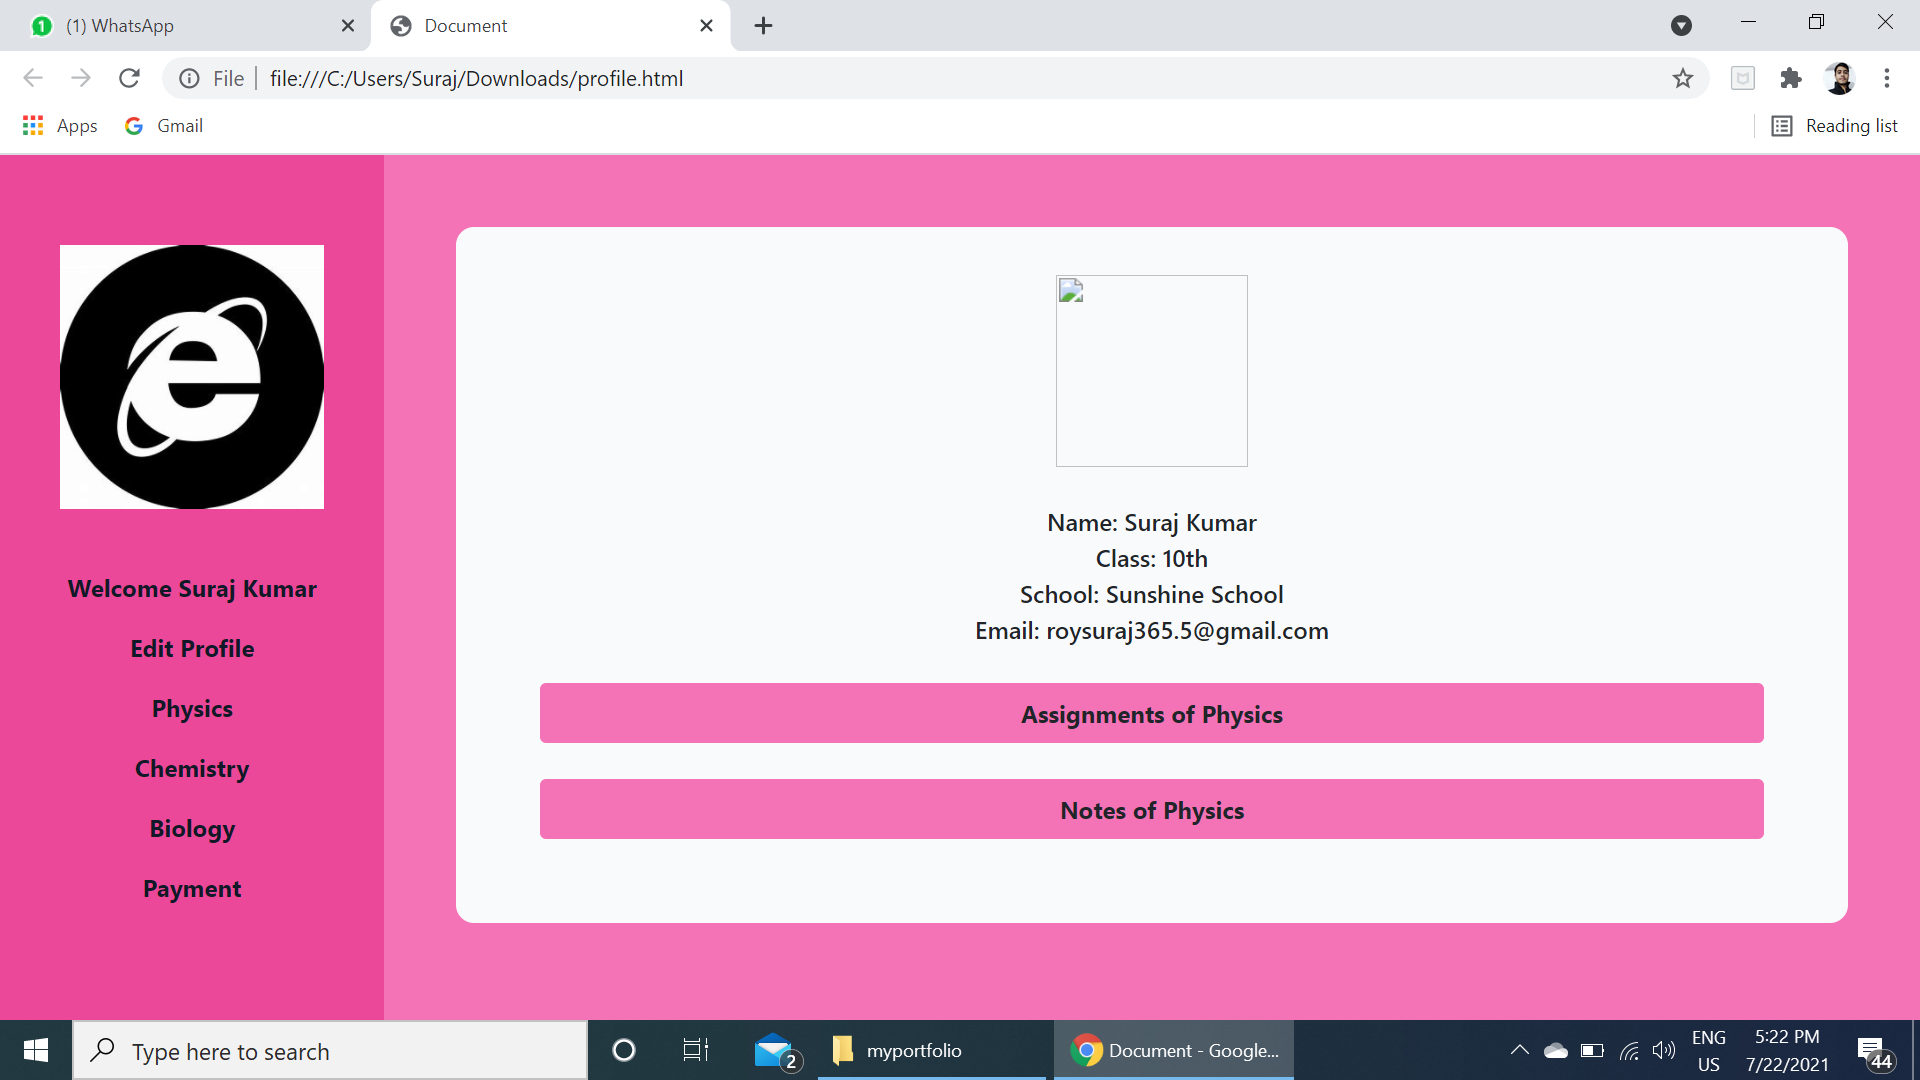 (1) WhatsApp
Document
File
file:///C:/Users/Suraj/Downloads/profile.html
Apps
Gmail
Reading list
e
Welcome Suraj Kumar
Edit Profile
Physics
Chemistry
Biology
Payment
Name: Suraj Kumar
Class: 10th
School: Sunshine School
Email: roysuraj365.5@gmail.com
Assignments of Physics
Notes of Physics
Type here to search
2
myportfolio
Document - Google...
ENG
US
5:22 PM
7/22/2021
44